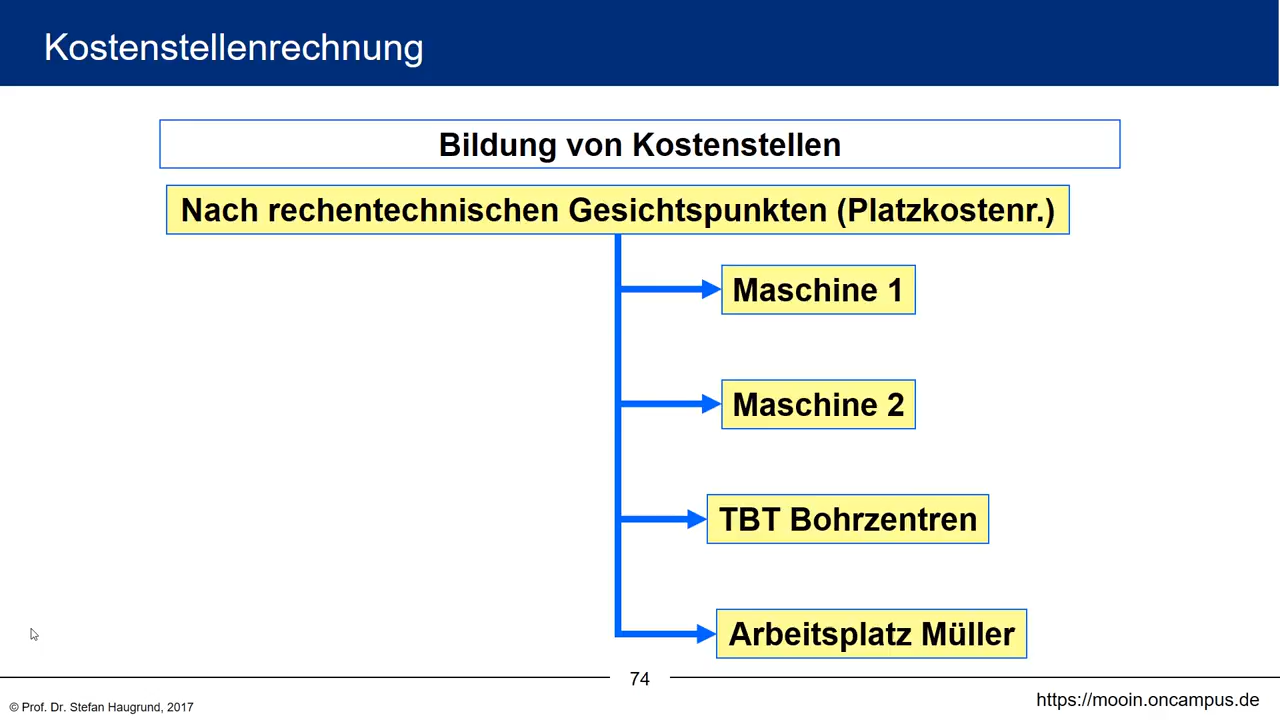 Kostenstellenrechnung
Bildung von Kostenstellen
Nach rechentechnischen Gesichtspunkten (Platzkostenr.)
Maschine 1
Maschine 2
TBT Bohrzentren
Arbeitsplatz Müller
74
© Prof. Dr. Stefan Haugrund, 2017
https://mooin.oncampus.de